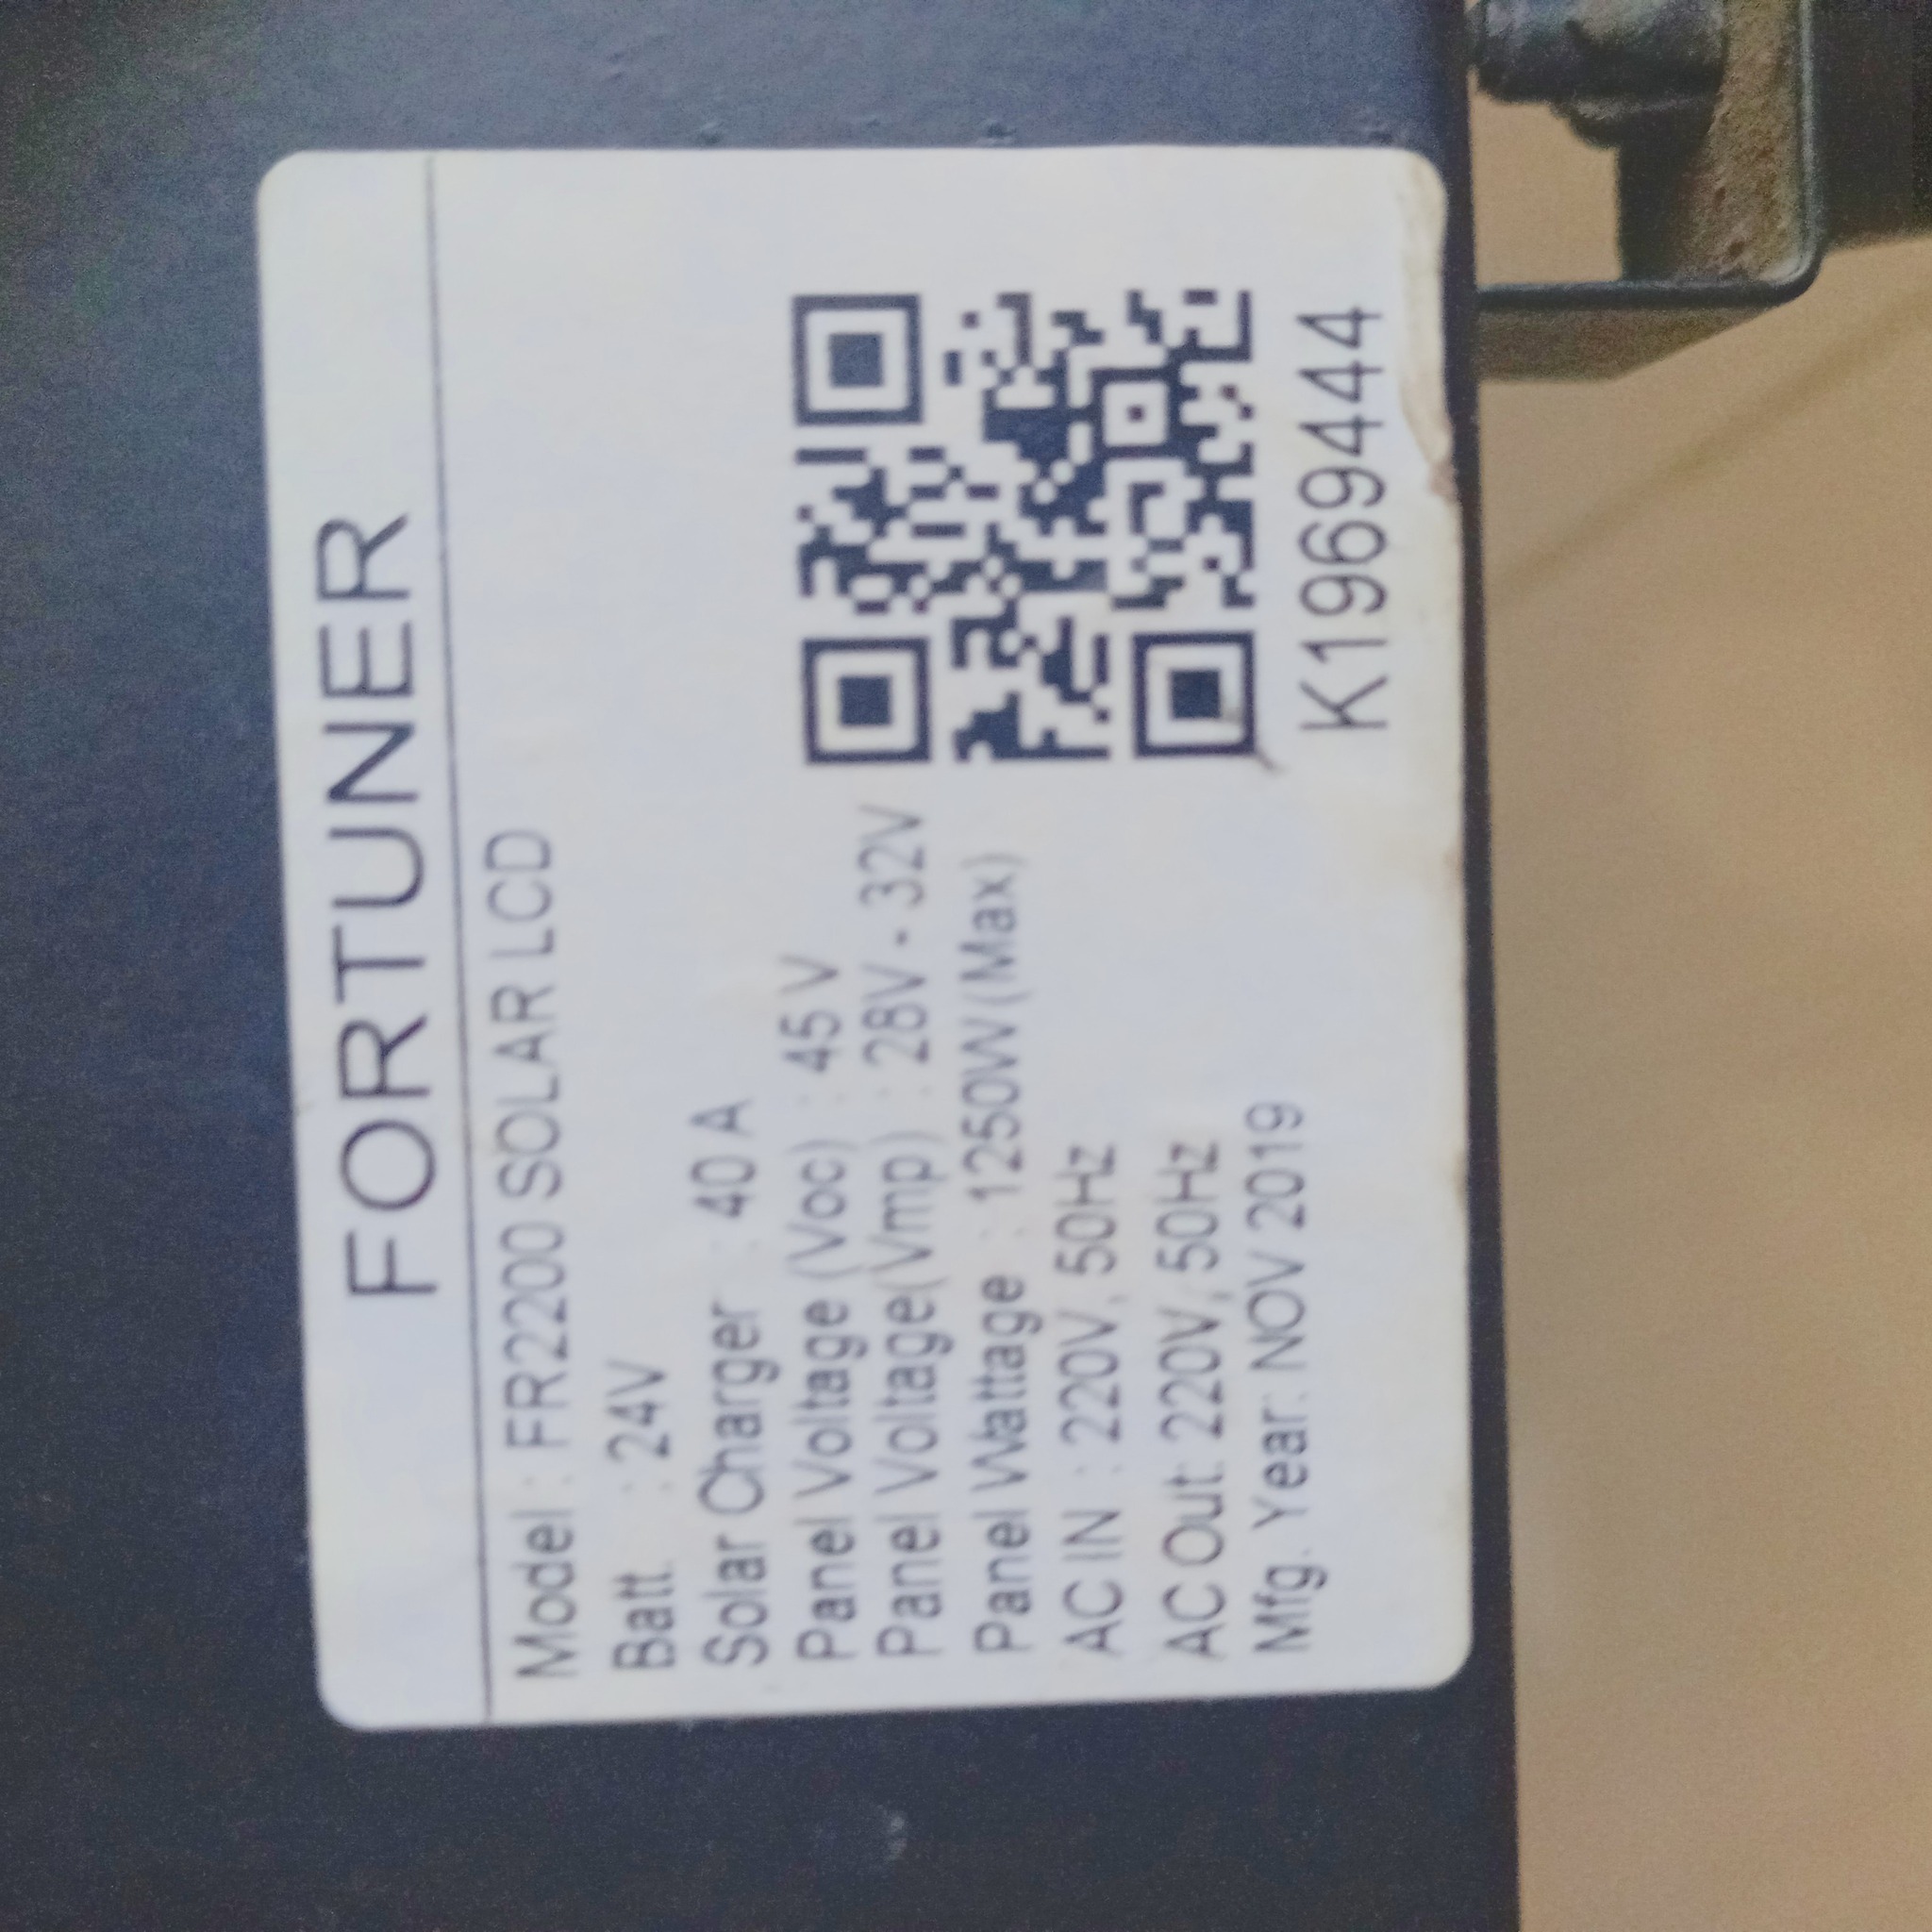 FORTUNER
Model : FR2200 SOLAR LCD
Batt. : 24V
Solar Charger : 40 A
Panel Voltage (Voc) : 45 V
Panel Voltage(Vmp) : 28V - 32V
Panel Wattage : 1250W (Max)
AC IN : 220V, 50Hz
AC Out: 220V, 50Hz
Mfg. Year: NOV 2019
K1969444